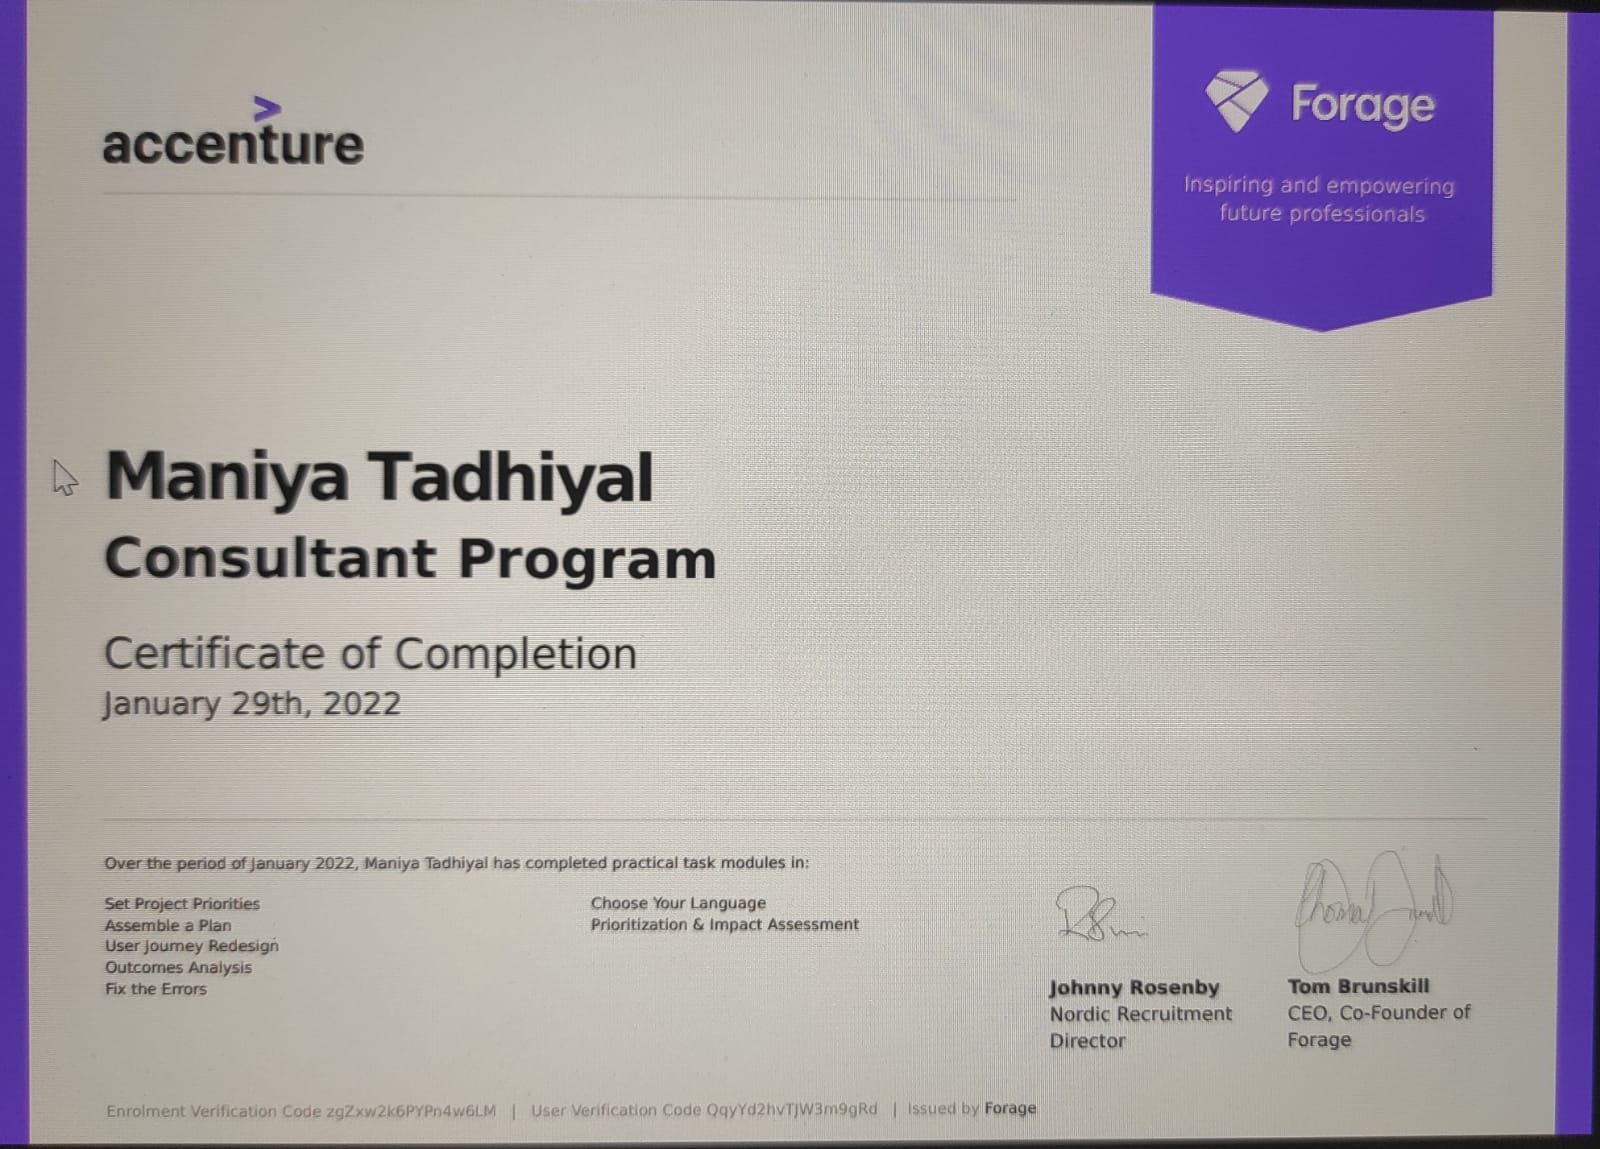 accenture
Forage
Inspiring and empowering
future professionals
Maniya Tadhiyal
Consultant Program
Certificate of Completion
January 29th, 2022
Over the period of January 2022, Maniya Tadhiyal has completed practical task modules in:
Set Project Priorities
Assemble a Plan
User Journey Redesign
Outcomes Analysis
Fix the Errors
Choose Your Language
Prioritization & Impact Assessment
Johnny Rosenby
Nordic Recruitment
Director
Tom Brunskill
CEO, Co-Founder of
Forage
Enrolment Verification Code zgZxw2k6PYPn4w6LM | User Verification Code QqyYd2hvTJW3m9gRd | Issued by Forage